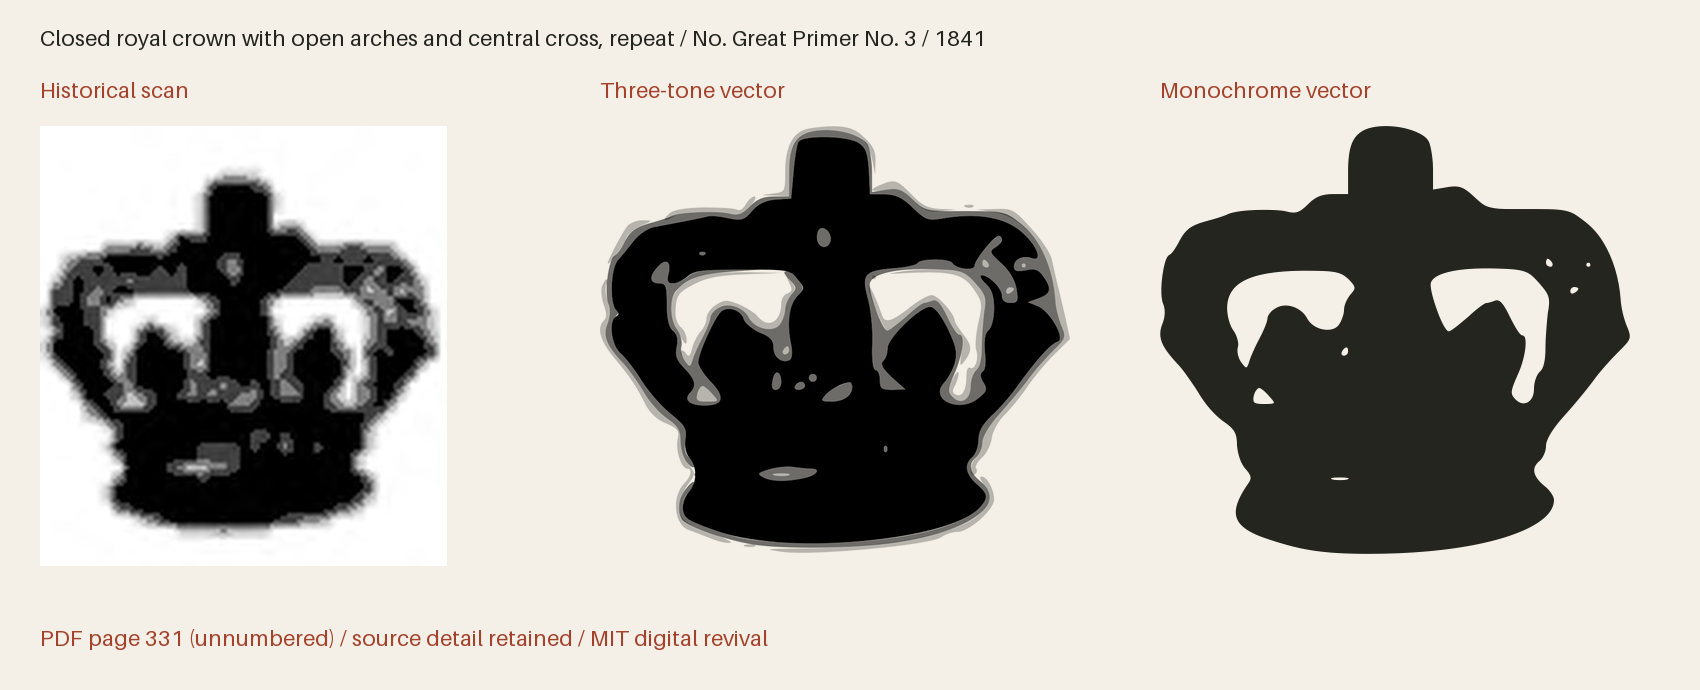 Closed royal crown with open arches and central cross, repeat / No. Great Primer No. 3 / 1841
Historical scan
Three-tone vector
Monochrome vector
PDF page 331 (unnumbered) / source detail retained / MIT digital revival